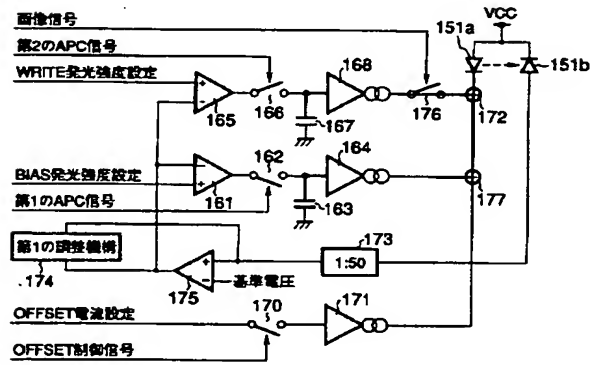 画像信号
第2のAPC信号
WRITE発光強度設定
VCC
151a
151b
168
165
166
167
176
172
162
164
BIAS発光強度設定
161
第1のAPC信号
163
177
第1の調整機構
.174
173
1:50
175
基準電圧
170
171
OFFSET電流設定
OFFSET制御信号